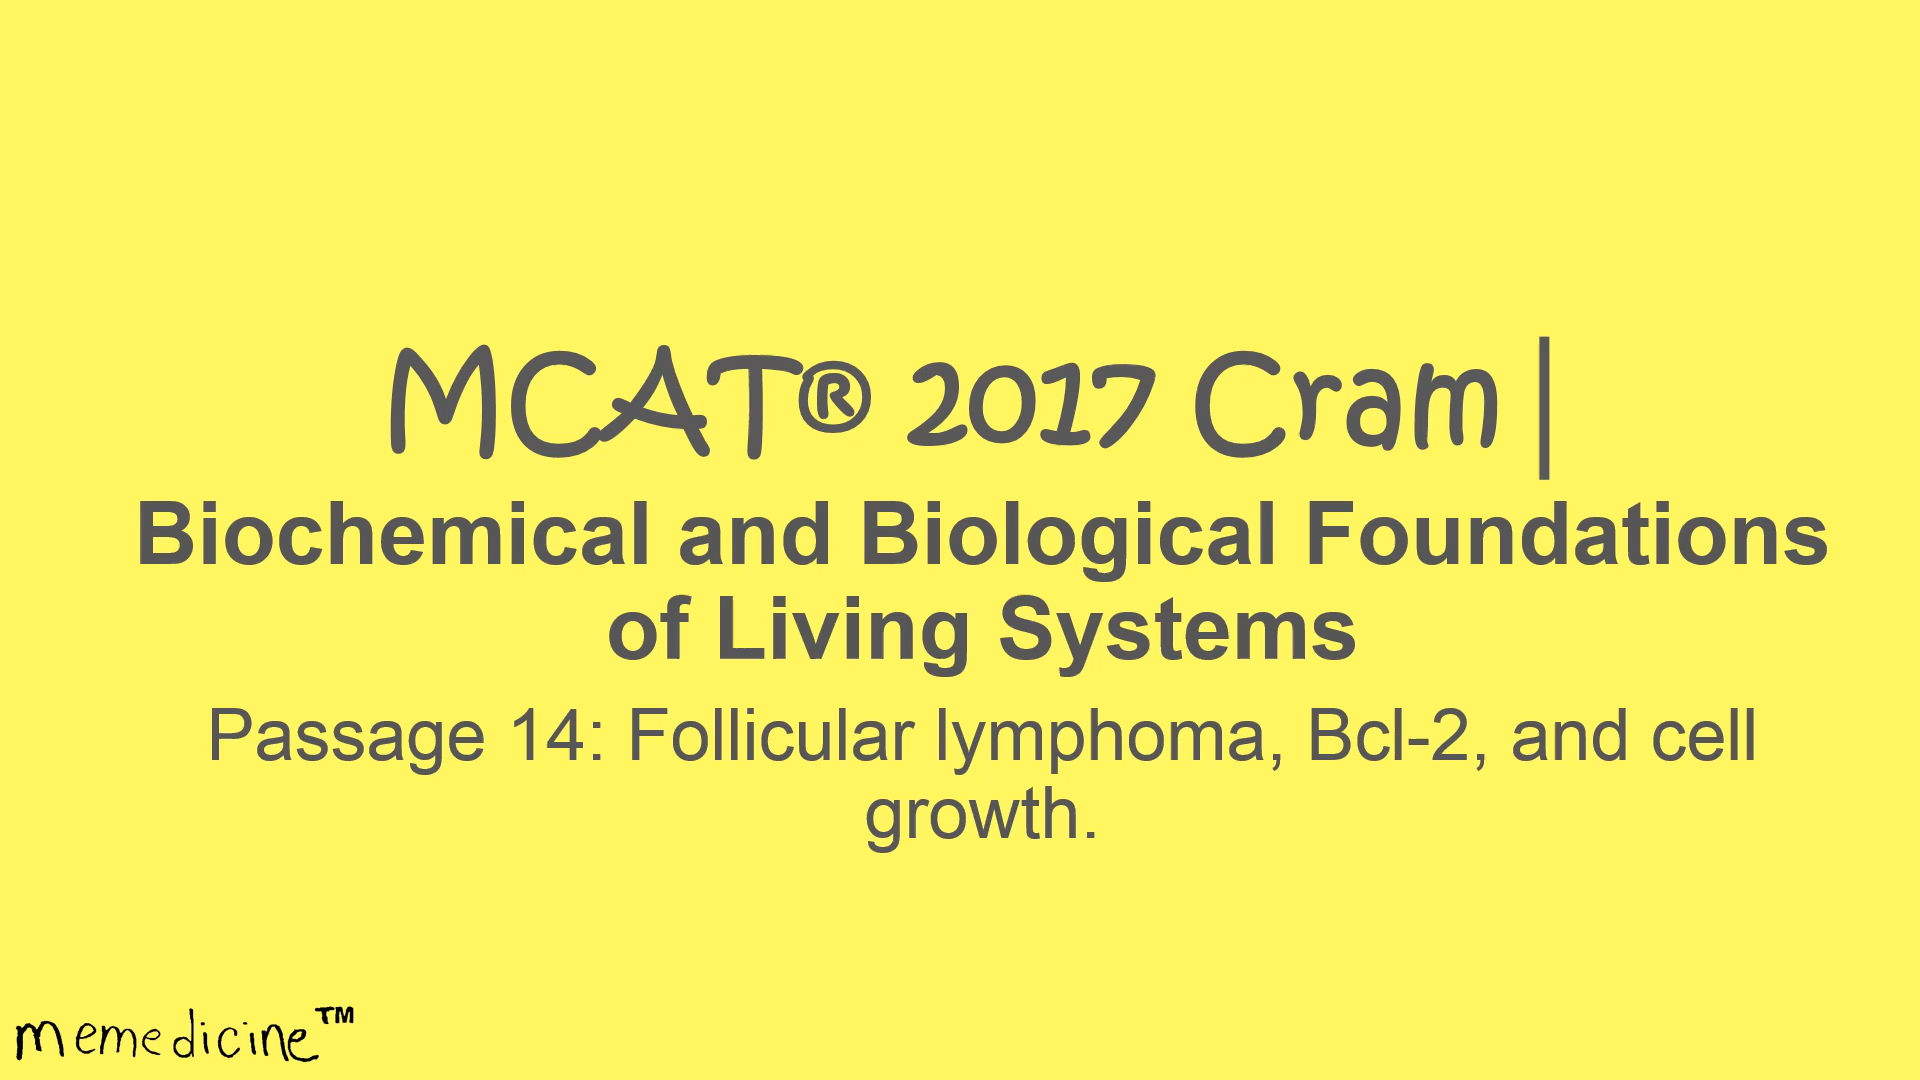 MCAT® 2017 Cram|
Biochemical and Biological Foundations
of Living Systems
Passage 14: Follicular lymphoma, Bcl-2, and cell
growth.
memedicine™